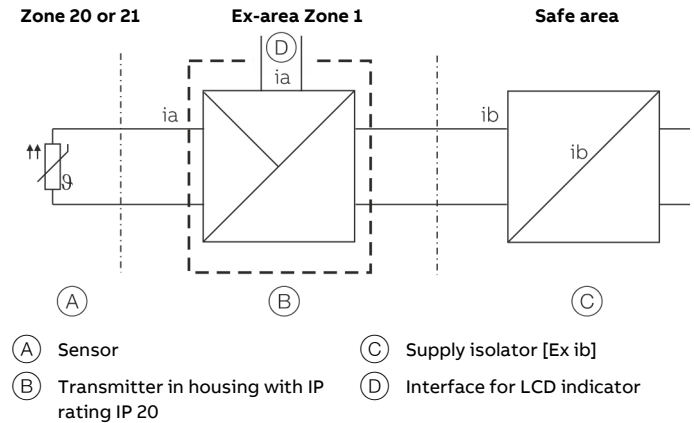 Zone 20 or 21
Ex-area Zone 1
Safe area
D
ia
ia
ib
ib
ϑ
A
B
C
A Sensor
B Transmitter in housing with IP
rating IP 20
C Supply isolator [Ex ib]
D Interface for LCD indicator